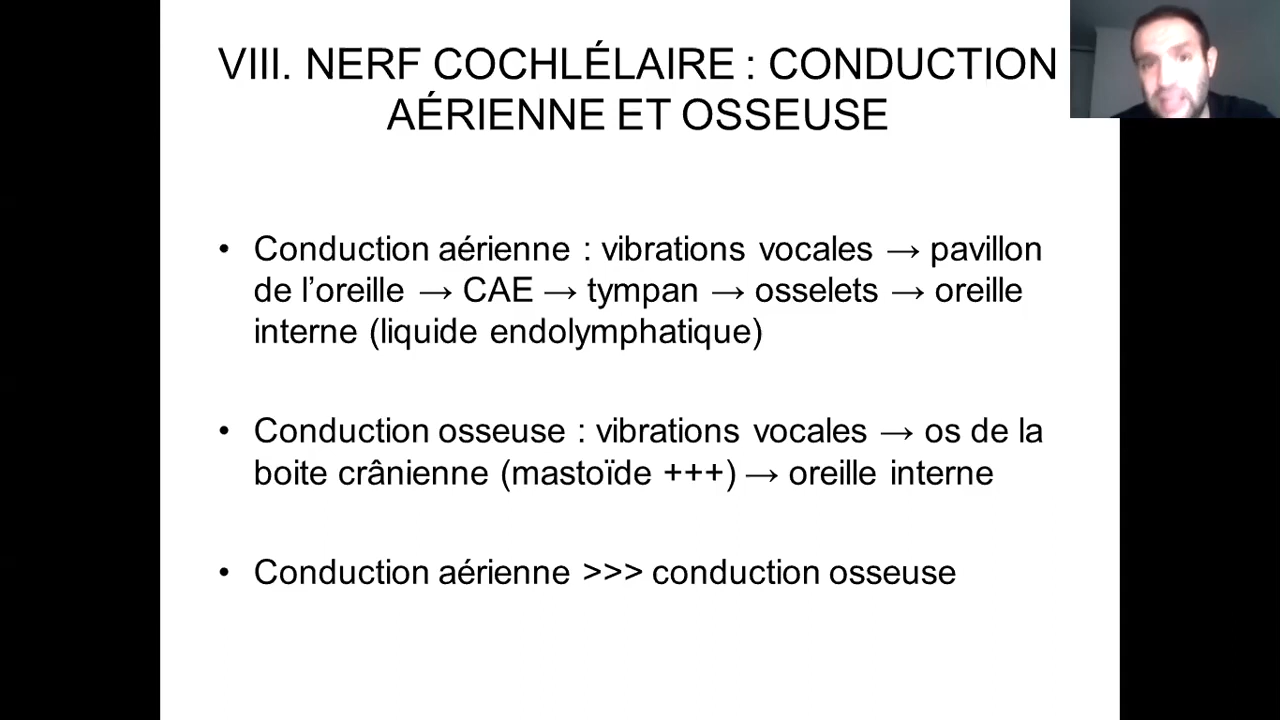 VIII. NERF COCHLÉLAIRE : CONDUCTION
AÉRIENNE ET OSSEUSE
• Conduction aérienne : vibrations vocales → pavillon
de l’oreille → CAE → tympan → osselets → oreille
interne (liquide endolymphatique)
• Conduction osseuse : vibrations vocales → os de la
boite crânienne (mastoïde +++) → oreille interne
• Conduction aérienne >>> conduction osseuse